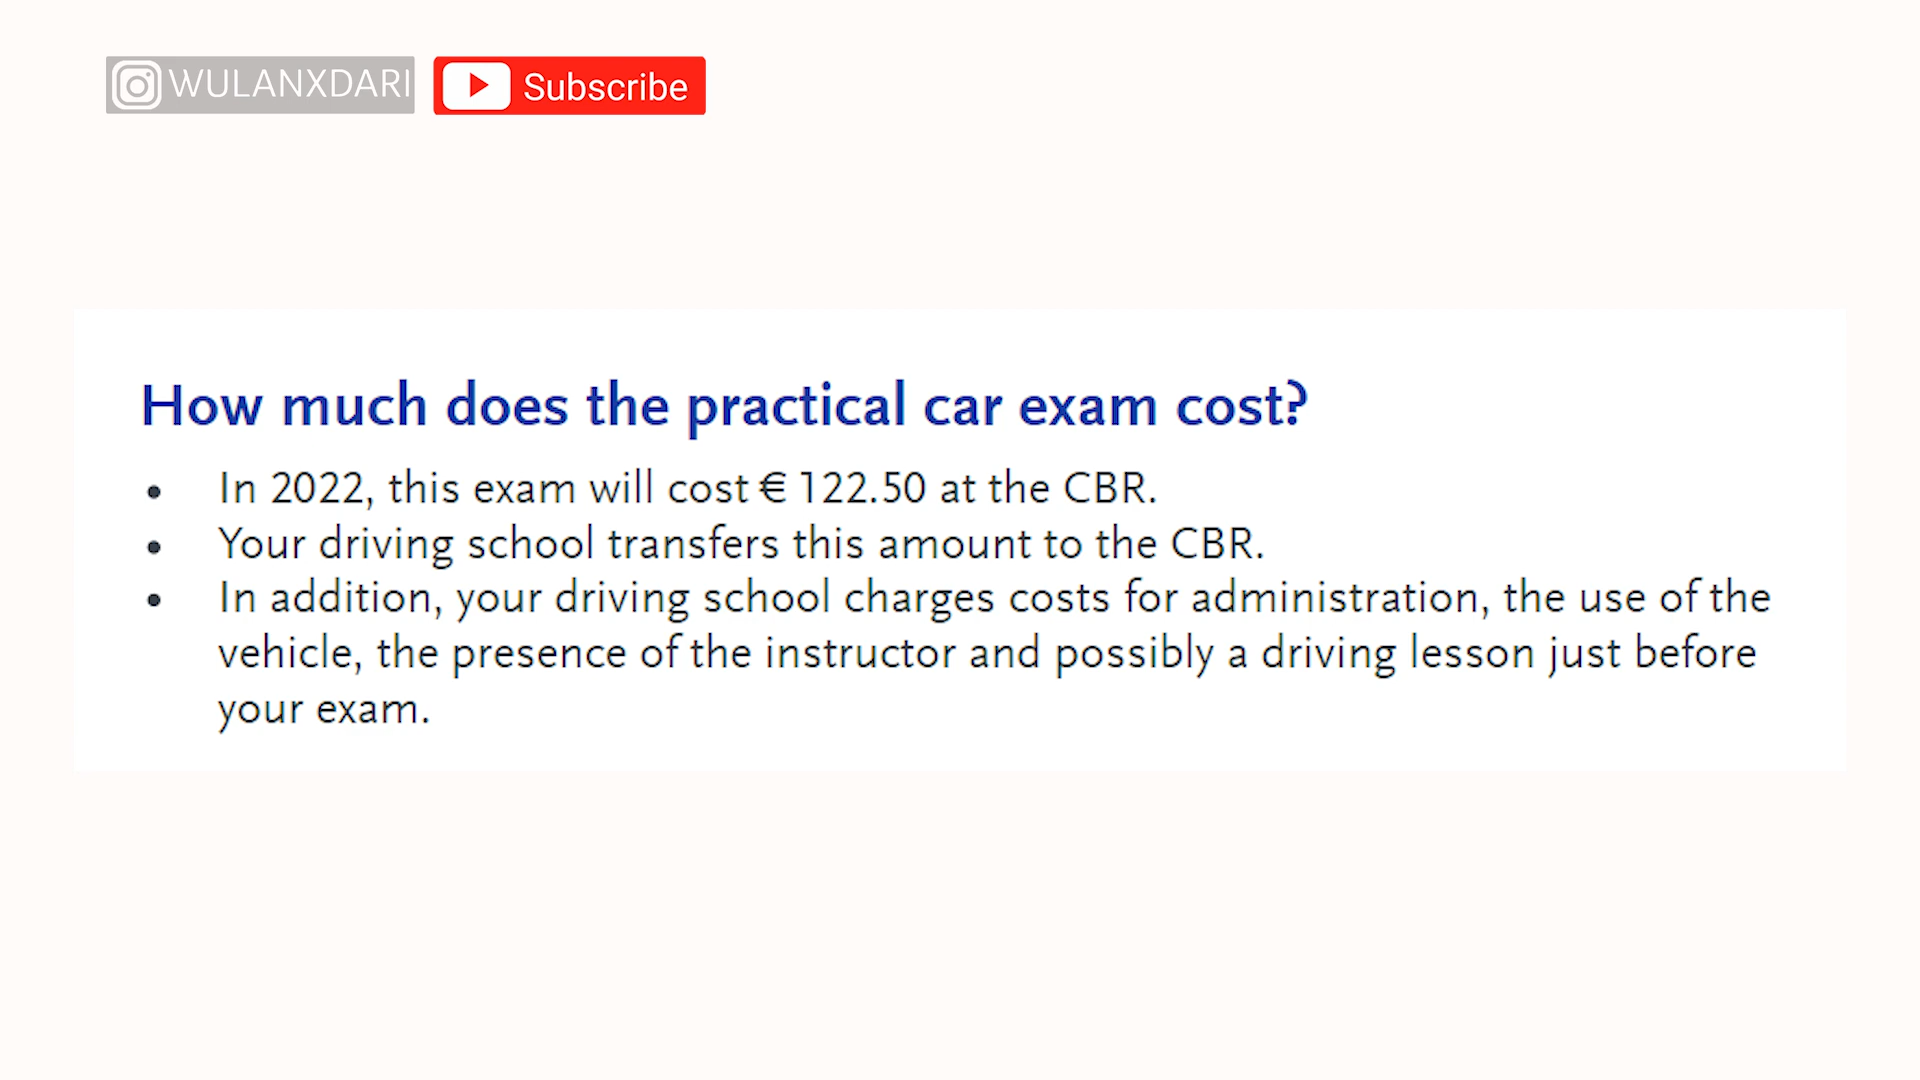 WULANXDARI
Subscribe
How much does the practical car exam cost?
• In 2022, this exam will cost € 122.50 at the CBR.
• Your driving school transfers this amount to the CBR.
• In addition, your driving school charges costs for administration, the use of the
vehicle, the presence of the instructor and possibly a driving lesson just before
your exam.